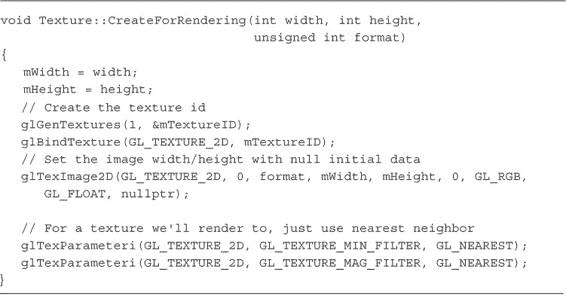 void Texture::CreateForRendering(int width, int height,
                                 unsigned int format)
{
   mWidth = width;
   mHeight = height;
   // Create the texture id
   glGenTextures(1, &mTextureID);
   glBindTexture(GL_TEXTURE_2D, mTextureID);
   // Set the image width/height with null initial data
   glTexImage2D(GL_TEXTURE_2D, 0, format, mWidth, mHeight, 0, GL_RGB,
      GL_FLOAT, nullptr);

   // For a texture we'll render to, just use nearest neighbor
   glTexParameteri(GL_TEXTURE_2D, GL_TEXTURE_MIN_FILTER, GL_NEAREST);
   glTexParameteri(GL_TEXTURE_2D, GL_TEXTURE_MAG_FILTER, GL_NEAREST);
}